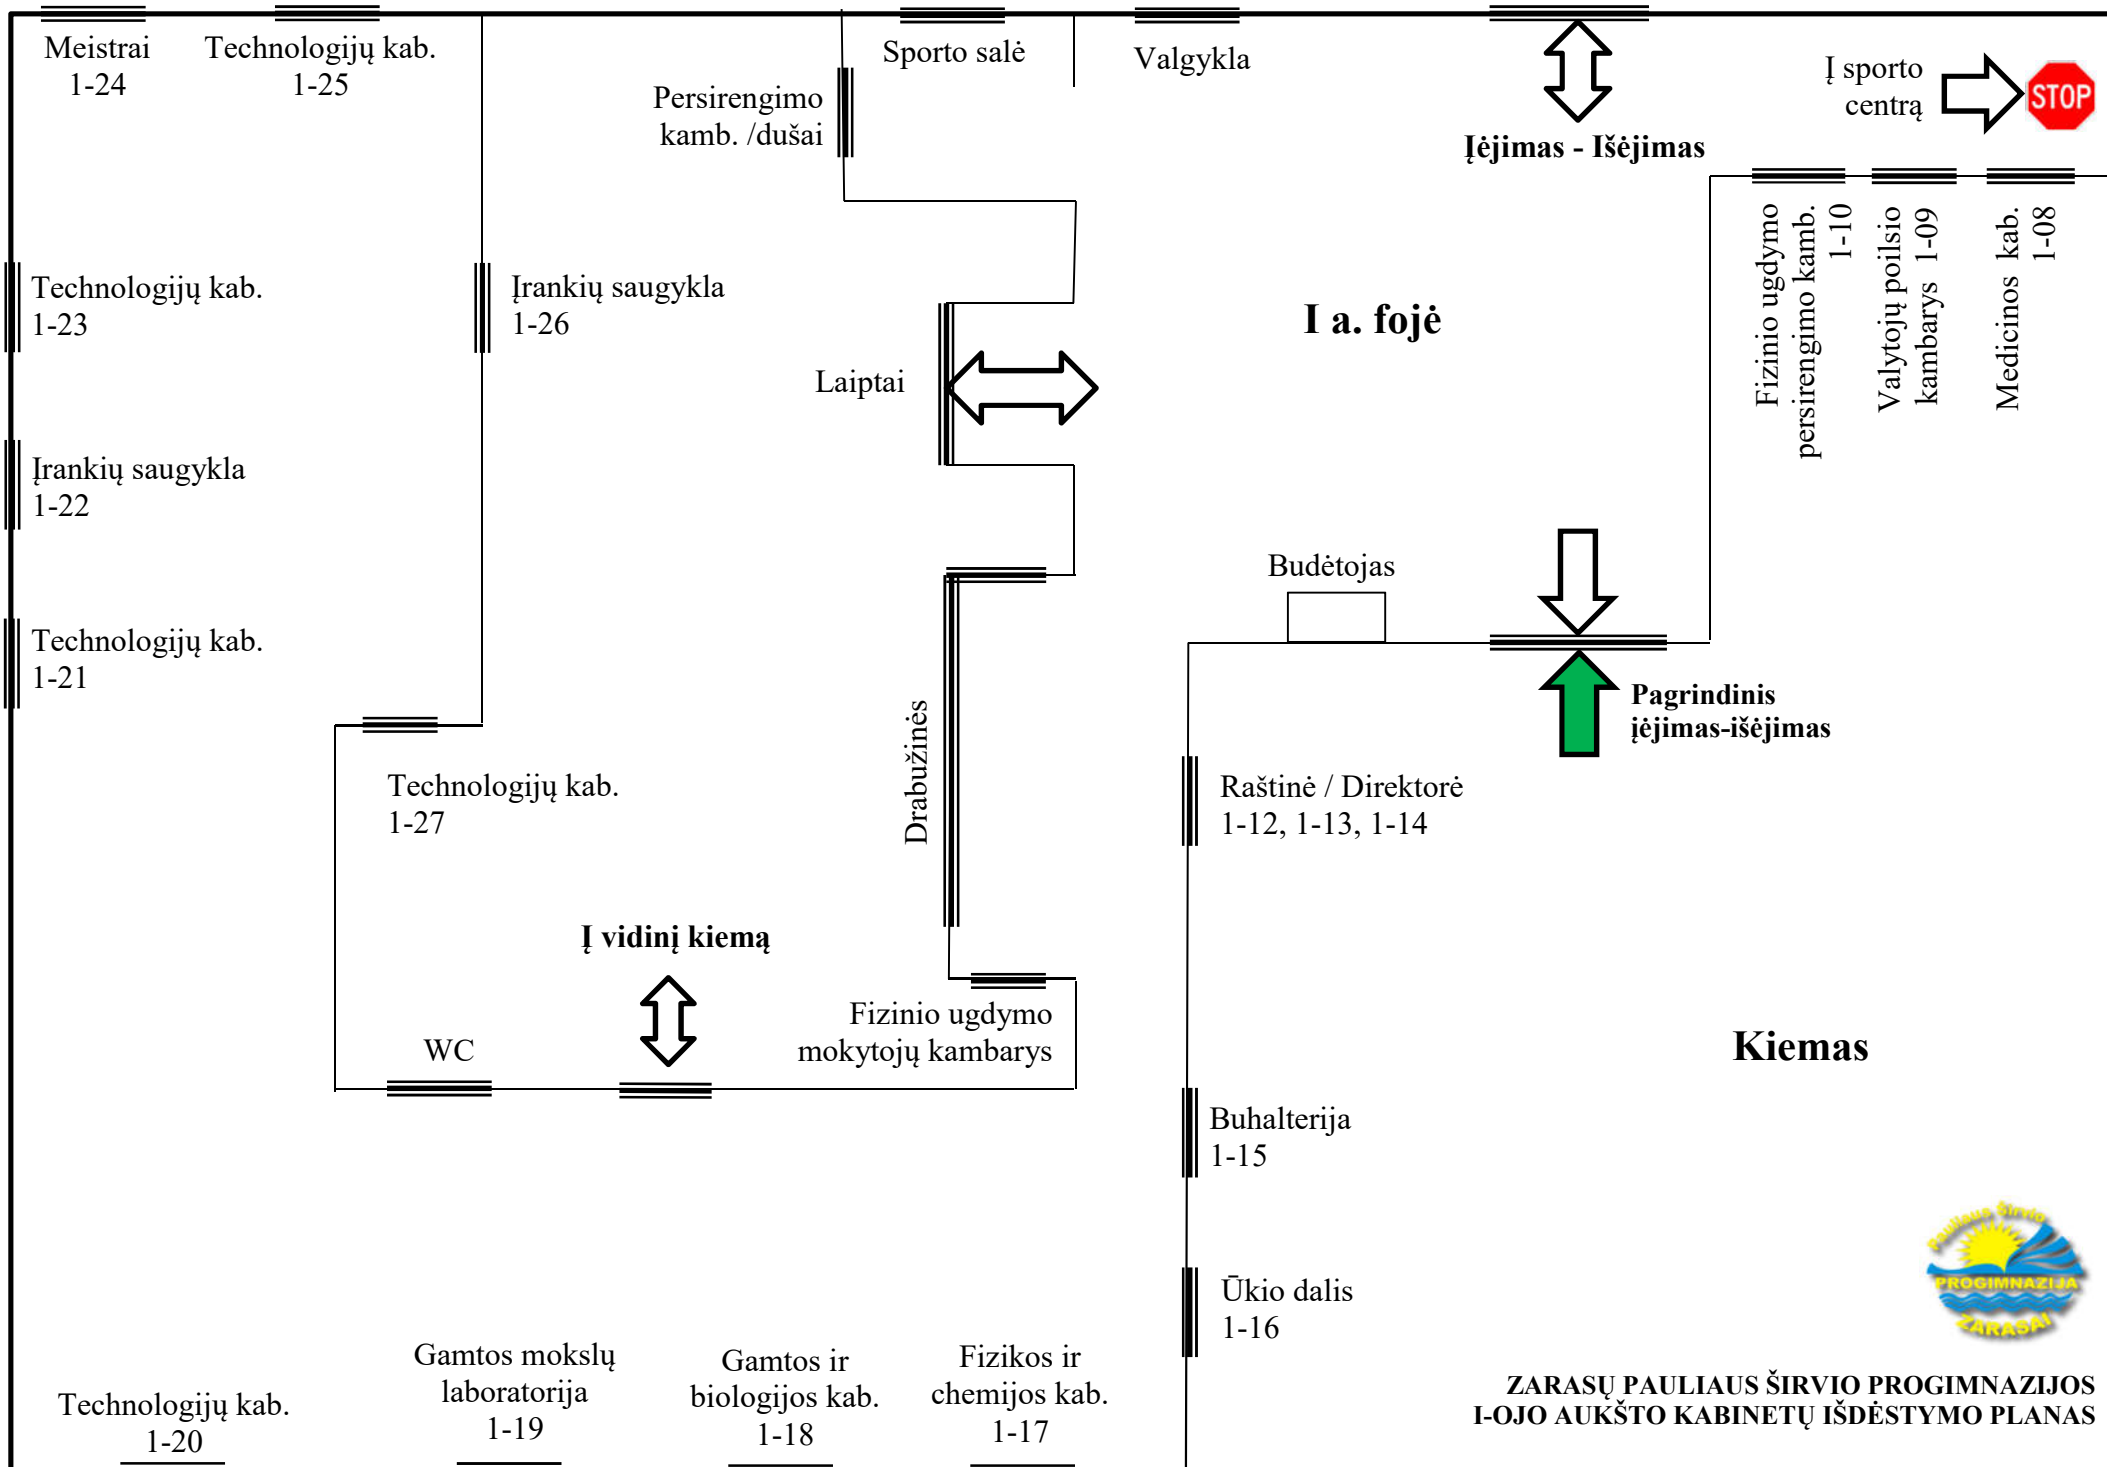 Meistrai
1-24
Technologijų kab.
1-25
Persirengimo
kamb. /dušai
Sporto salė
Valgykla
Įėjimas - Išėjimas
Į sporto
centrą
STOP
Fizinio ugdymo
persirengimo kamb.
1-10
Valytojų poilsio
kambarys 1-09
Medicinos kab.
1-08
Technologijų kab.
1-23
Įrankių saugykla
1-26
I a. fojė
Laiptai
Įrankių saugykla
1-22
Budėtojas
Technologijų kab.
1-21
Pagrindinis
įėjimas-išėjimas
Drabužinės
Technologijų kab.
1-27
Raštinė / Direktorė
1-12, 1-13, 1-14
Į vidinį kiemą
Fizinio ugdymo
mokytojų kambarys
WC
Kiemas
Buhalterija
1-15
Ūkio dalis
1-16
Pauliaus Širvio
PROGIMNAZIJA
ZARASAI
Technologijų kab.
1-20
Gamtos mokslų
laboratorija
1-19
Gamtos ir
biologijos kab.
1-18
Fizikos ir
chemijos kab.
1-17
ZARASŲ PAULIAUS ŠIRVIO PROGIMNAZIJOS
I-OJO AUKŠTO KABINETŲ IŠDĖSTYMO PLANAS